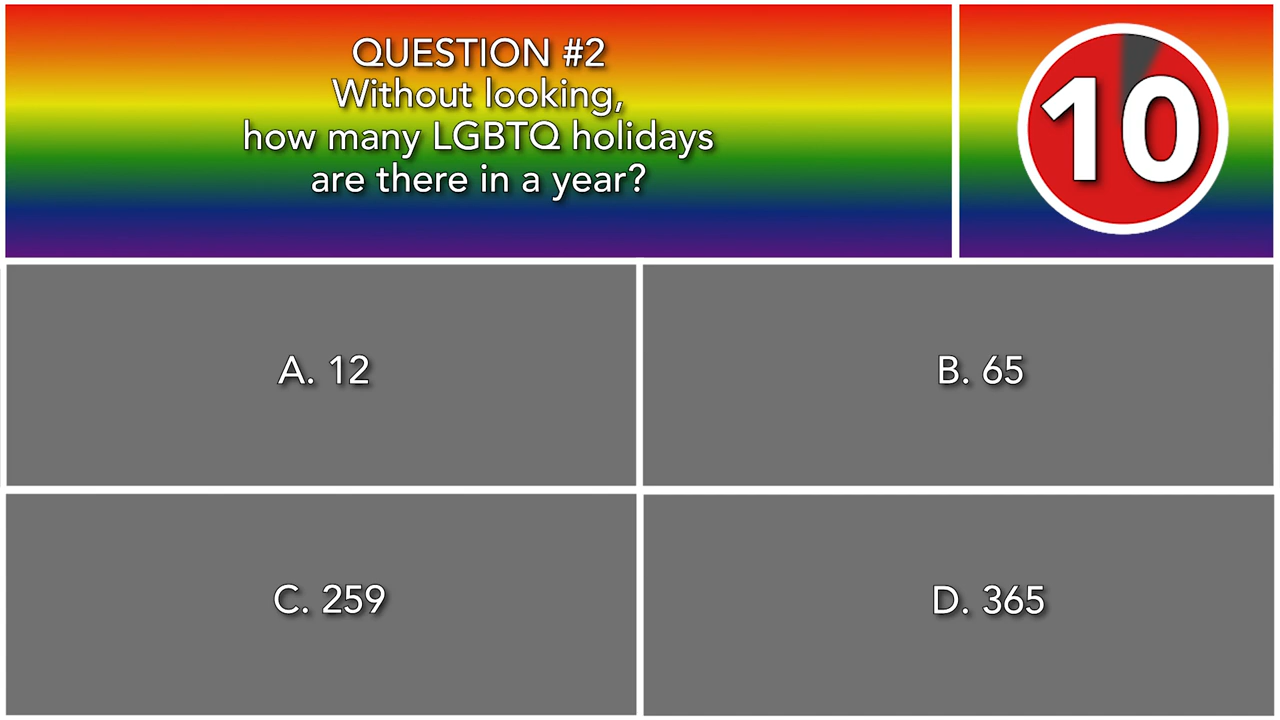 QUESTION #2
Without looking,
how many LGBTQ holidays
are there in a year?
10
A. 12
B. 65
C. 259
D. 365